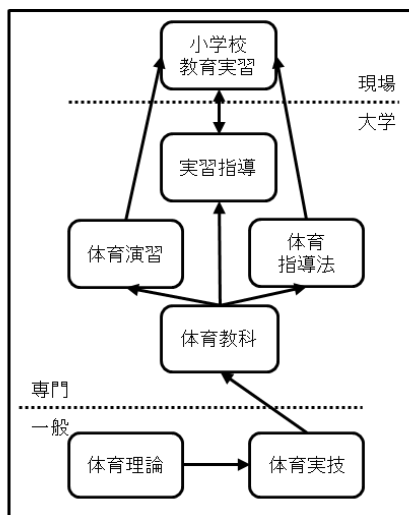 小学校
教育実習
現場
大学
実習指導
体育演習
体育
指導法
体育教科
専門
一般
体育理論
体育実技